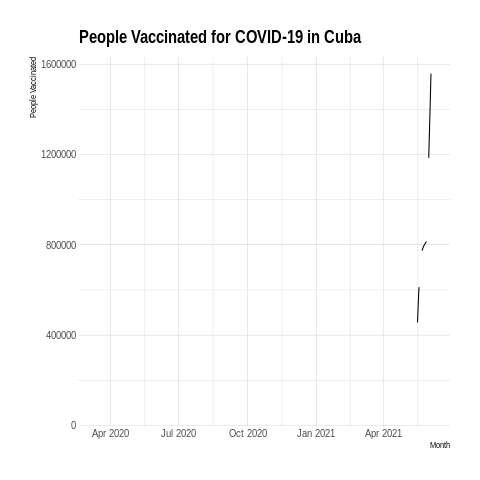 People Vaccinated for COVID-19 in Cuba
People Vaccinated
1600000
1200000
800000
400000
0
Apr 2020 Jul 2020 Oct 2020 Jan 2021 Apr 2021
Month